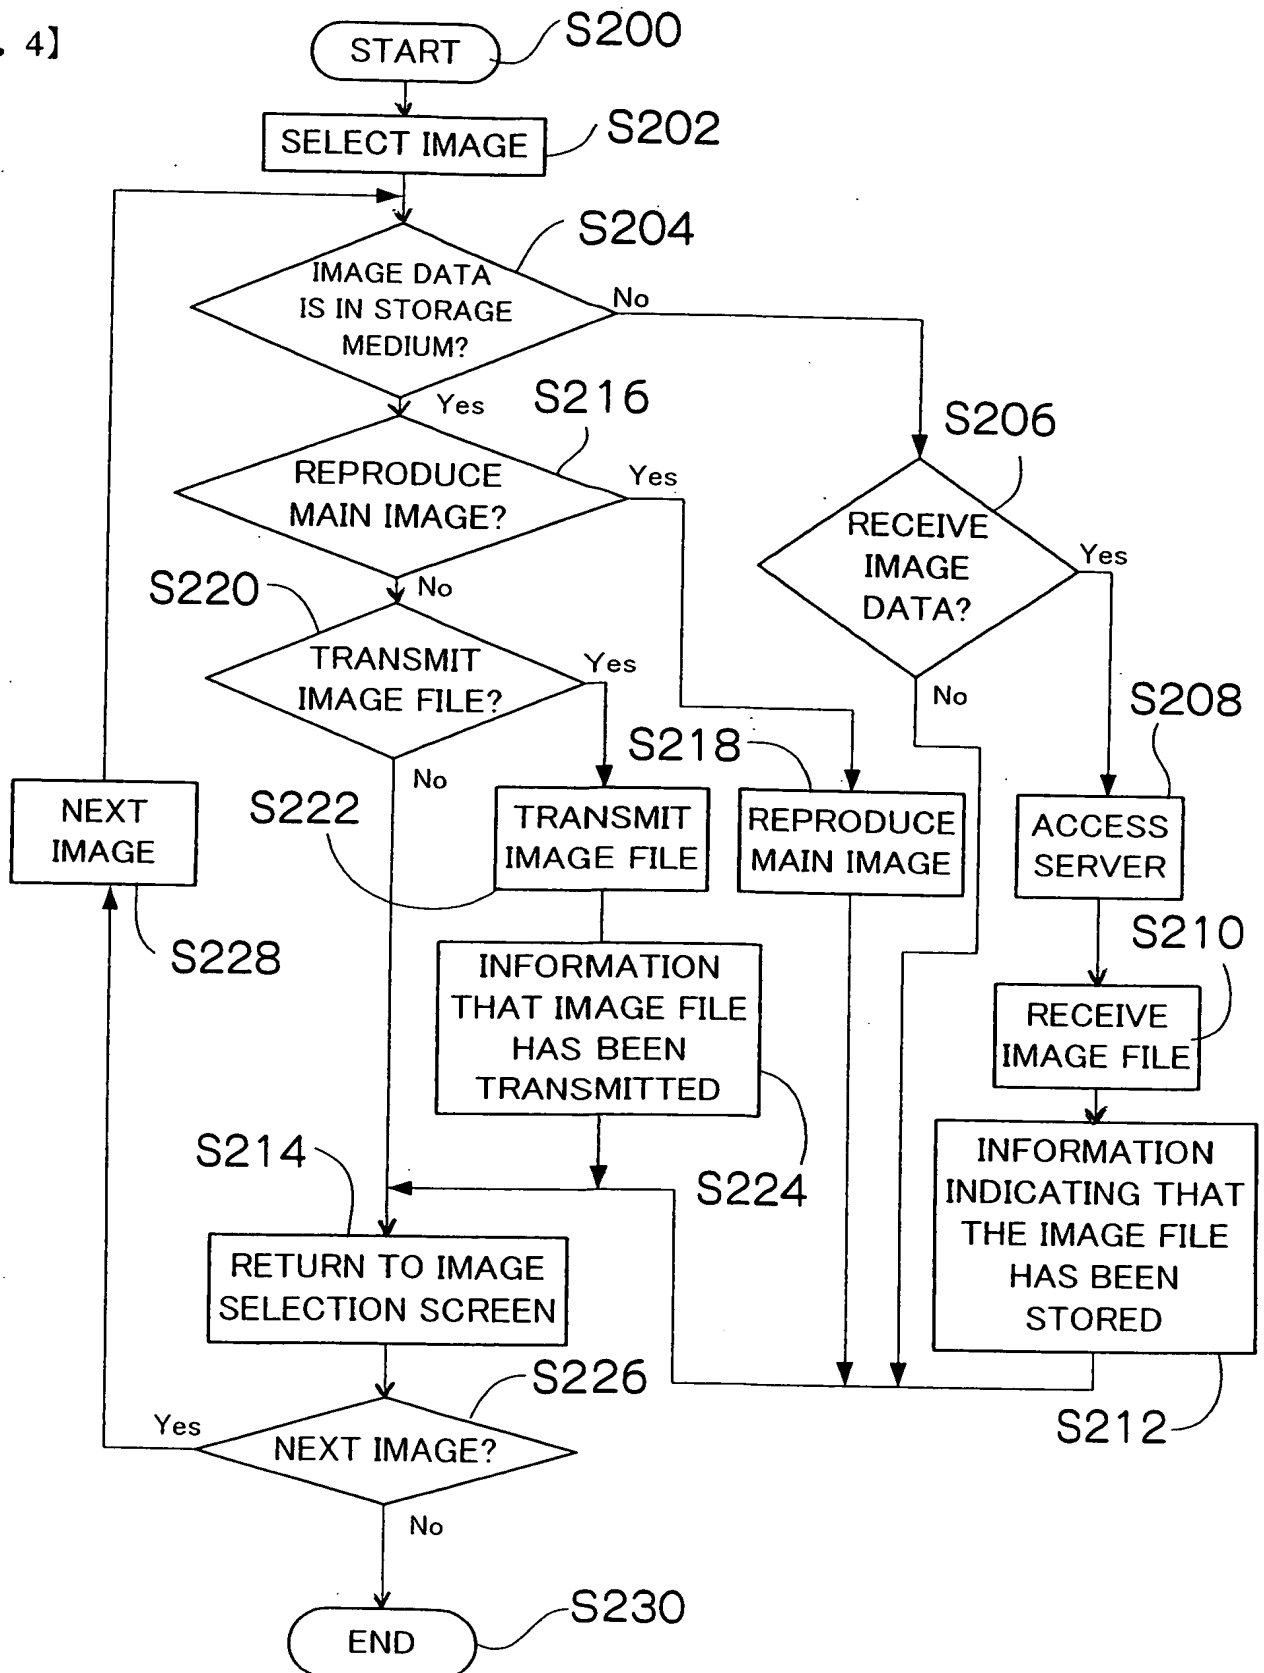 . 4】
START
S200
SELECT IMAGE
S202
S204
IMAGE DATA
IS IN STORAGE
MEDIUM?
No
Yes
S216
S206
REPRODUCE
MAIN IMAGE?
Yes
RECEIVE
IMAGE
DATA?
Yes
S220
No
TRANSMIT
IMAGE FILE?
Yes
No
S208
S218
No
S222
NEXT
IMAGE
TRANSMIT
IMAGE FILE
REPRODUCE
MAIN IMAGE
ACCESS
SERVER
S228
S210
INFORMATION
THAT IMAGE FILE
HAS BEEN
TRANSMITTED
RECEIVE
IMAGE FILE
S214
S224
INFORMATION
INDICATING THAT
THE IMAGE FILE
HAS BEEN
STORED
RETURN TO IMAGE
SELECTION SCREEN
S226
S212
Yes
NEXT IMAGE?
No
S230
END